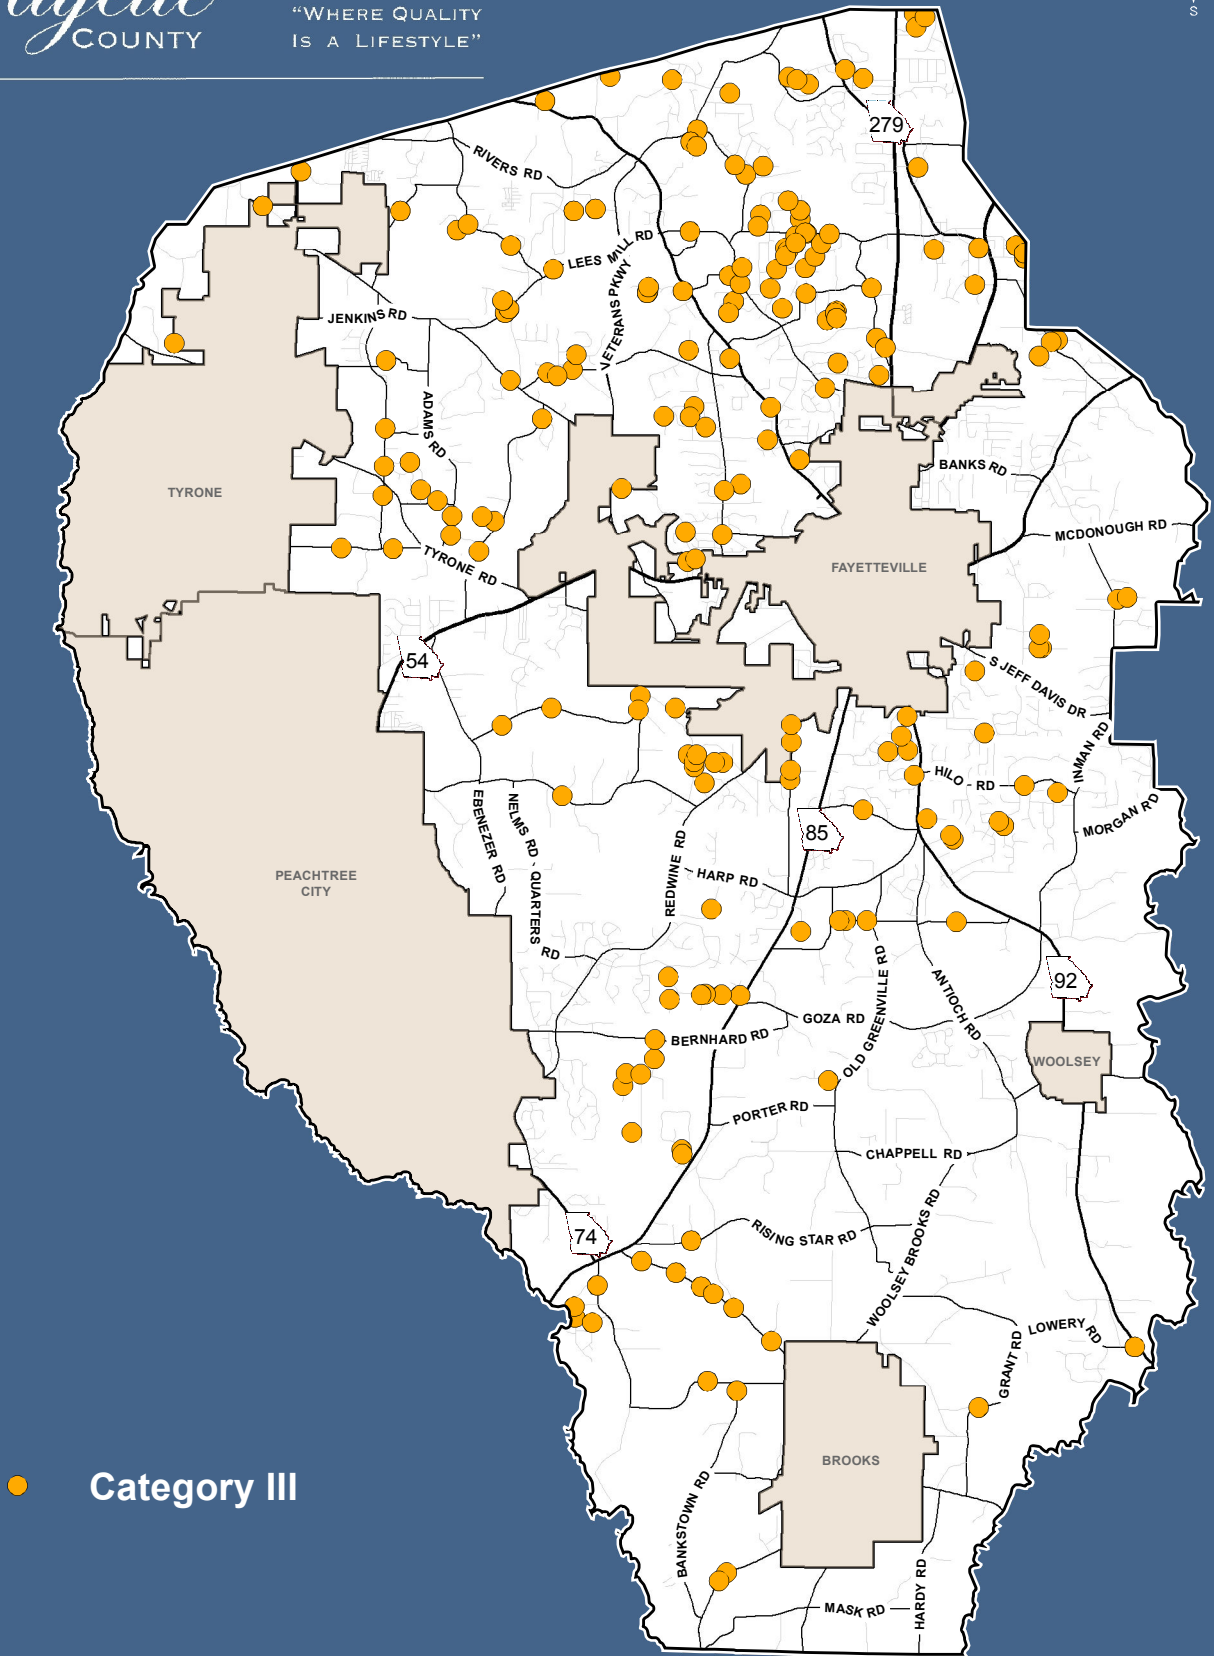 COUNTY
“WHERE QUALITY
IS A LIFESTYLE”
S
279
RIVERS RD
LEES MILL RD
VETERANS PKWY
JENKINS RD
ADAMS RD
BANKS RD
TYRONE
MCDONOUGH RD
TYRONE RD
FAYETTEVILLE
54
S JEFF DAVIS DR
INMAN RD
HILO RD
MORGAN RD
EBENEZER RD
NELMS RD
QUARTERS
RD
85
REDWINE RD
HARP RD
PEACHTREE
CITY
92
OLD GREENVILLE RD
ANTIOCH RD
GOZA RD
BERNHARD RD
WOOLSEY
PORTER RD
CHAPPELL RD
74
RISING STAR RD
WOOLSEY BROOKS RD
LOWERY RD
GRANT RD
BROOKS
Category III
BANKSTOWN RD
HARDY RD
MASK RD